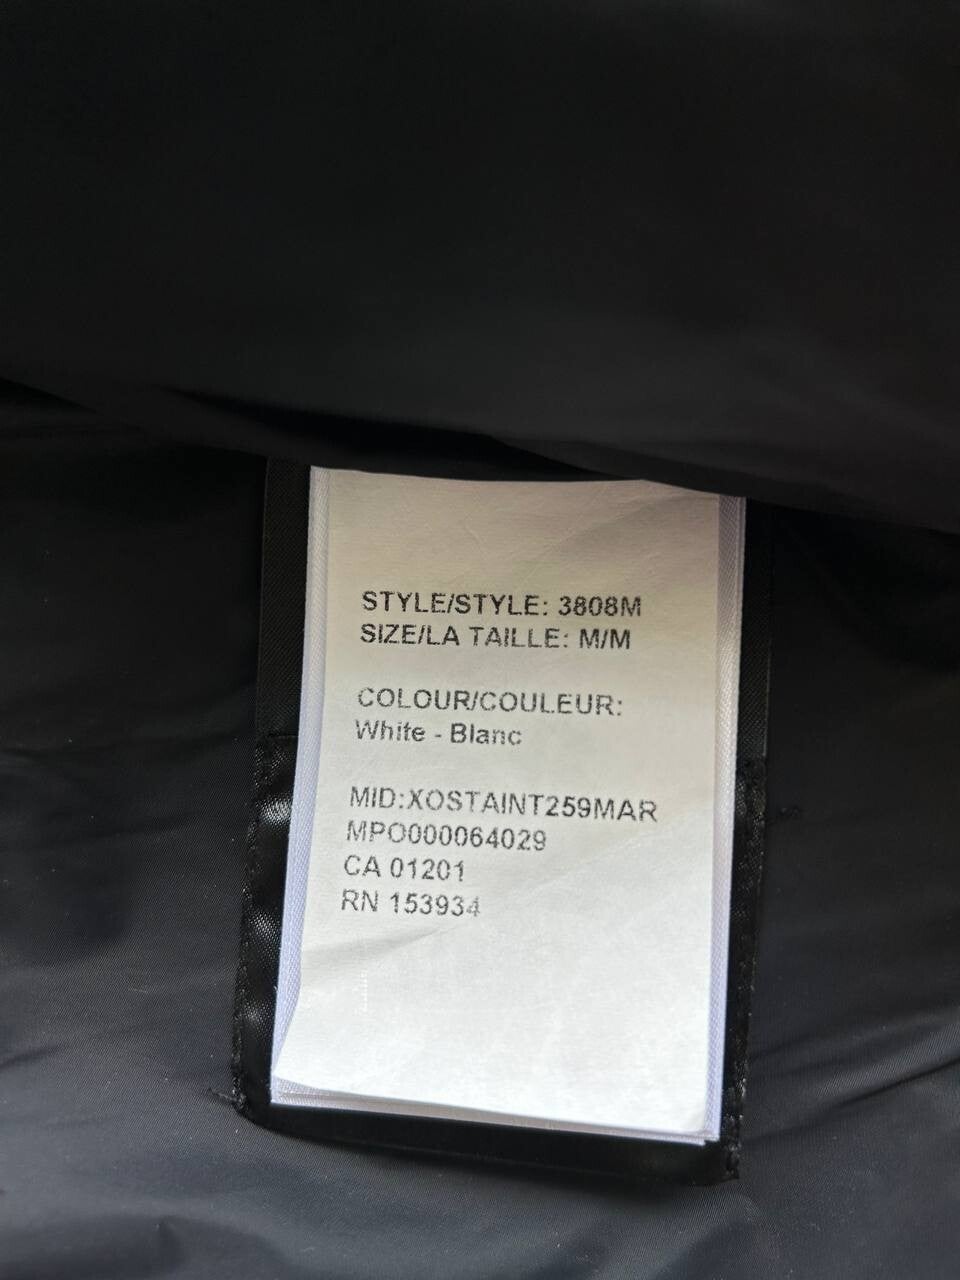 STYLE/STYLE: 3808M
SIZE/LA TAILLE: M/M
COLOUR/COULEUR:
White - Blanc
MID:XOSTAINT259MAR
MPO000064029
CA 01201
RN 153934